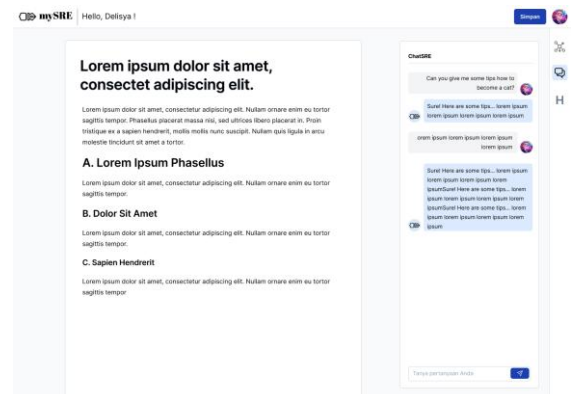 mySRE
Hello, Delisya !
Simpan
Lorem ipsum dolor sit amet,
consectet adipiscing elit.
Lorem ipsum dolor sit amet, consectetur adipiscing elit. Nullam ornare enim eu tortor
sagittis tempor. Phasellus placerat massa nisi, sed ultrices libero placerat in. Proin
tristique ex a sapien hendrerit, mollis mollis nunc suscipit. Nullam quis ligula in arcu
molestie tincidunt sit amet a tortor.
A. Lorem Ipsum Phasellus
Lorem ipsum dolor sit amet, consectetur adipiscing elit. Nullam ornare enim eu tortor
sagittis tempor.
B. Dolor Sit Amet
Lorem ipsum dolor sit amet, consectetur adipiscing elit. Nullam ornare enim eu tortor
sagittis tempor.
C. Sapien Hendrerit
Lorem ipsum dolor sit amet, consectetur adipiscing elit. Nullam ornare enim eu tortor
sagittis tempor
ChatSRE
Can you give me some tips how to
become a cat?
Sure! Here are some tips... lorem ipsum
lorem ipsum lorem ipsum lorem ipsum
orem ipsum lorem ipsum lorem ipsum
lorem ipsum
Sure! Here are some tips... lorem ipsum
lorem ipsum lorem ipsum lorem
ipsumSure! Here are some tips... lorem
ipsum lorem ipsum lorem ipsum lorem
ipsumSure! Here are some tips... lorem
ipsum lorem ipsum lorem ipsum lorem
ipsum
Tanya pertanyaan Anda
H